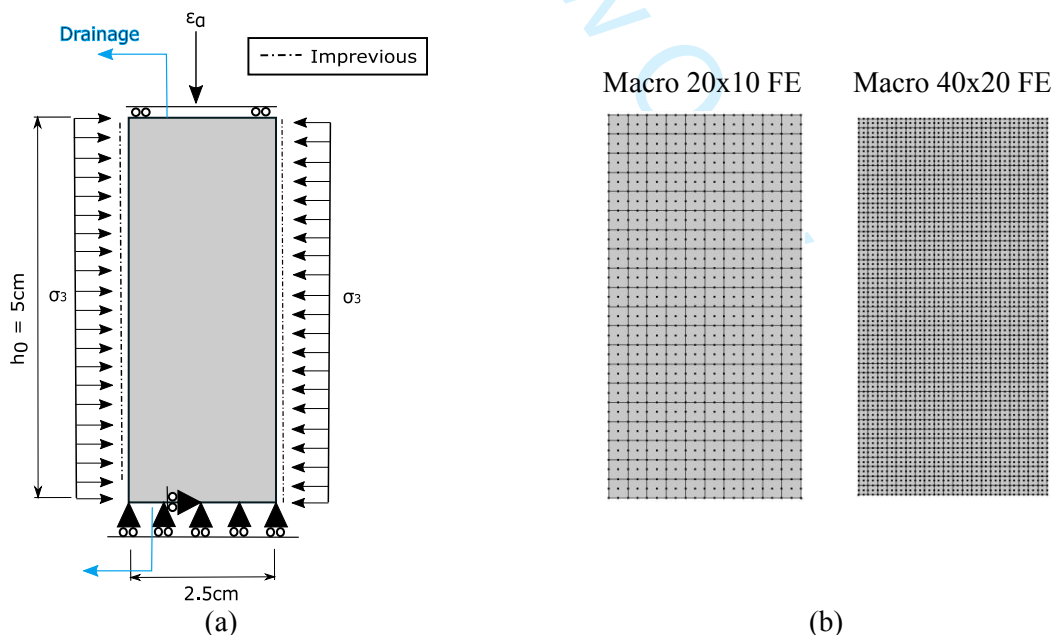 εa
Drainage
Imprevious
σ3
h0 = 5cm
σ3
2.5cm
(a)
Macro 20x10 FE
Macro 40x20 FE
(b)